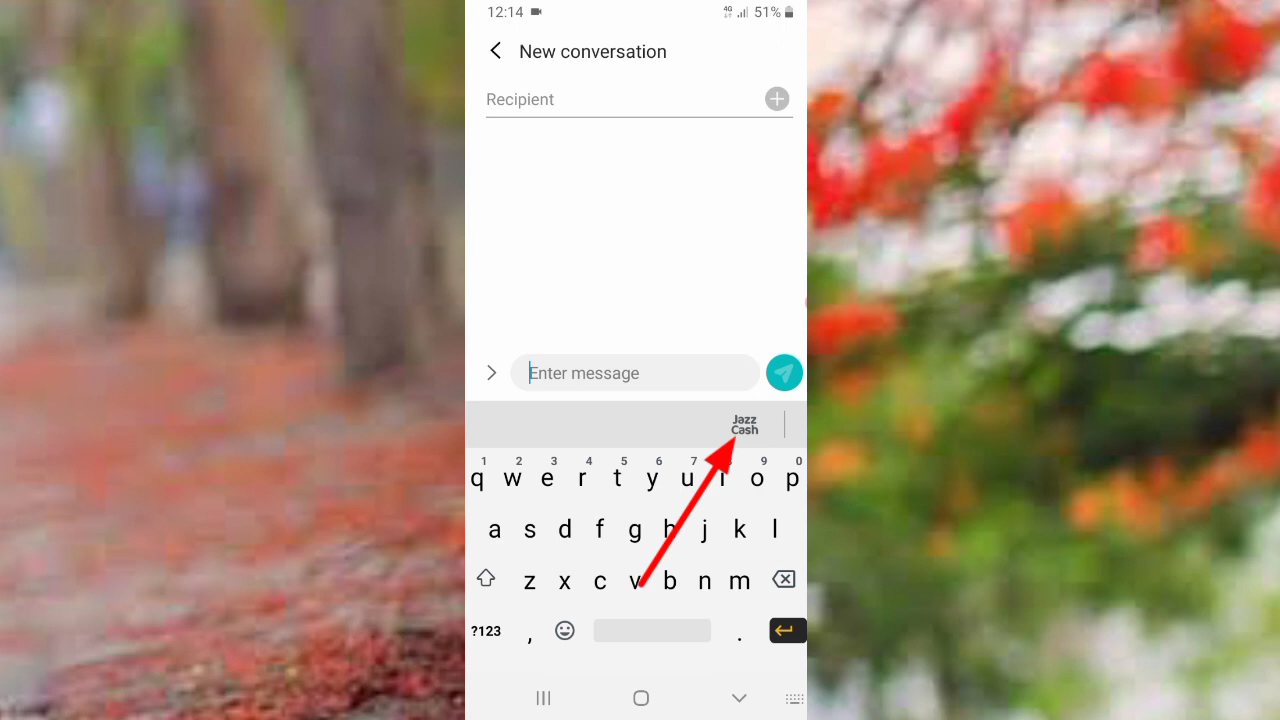 12:14 4G 51%
New conversation
Recipient
Enter message
Jazz
Cash
1 2 3 4 5 6 7 9 0
q w e r t y u i o p
a s d f g h j k l
z x c v b n m
?123 , .